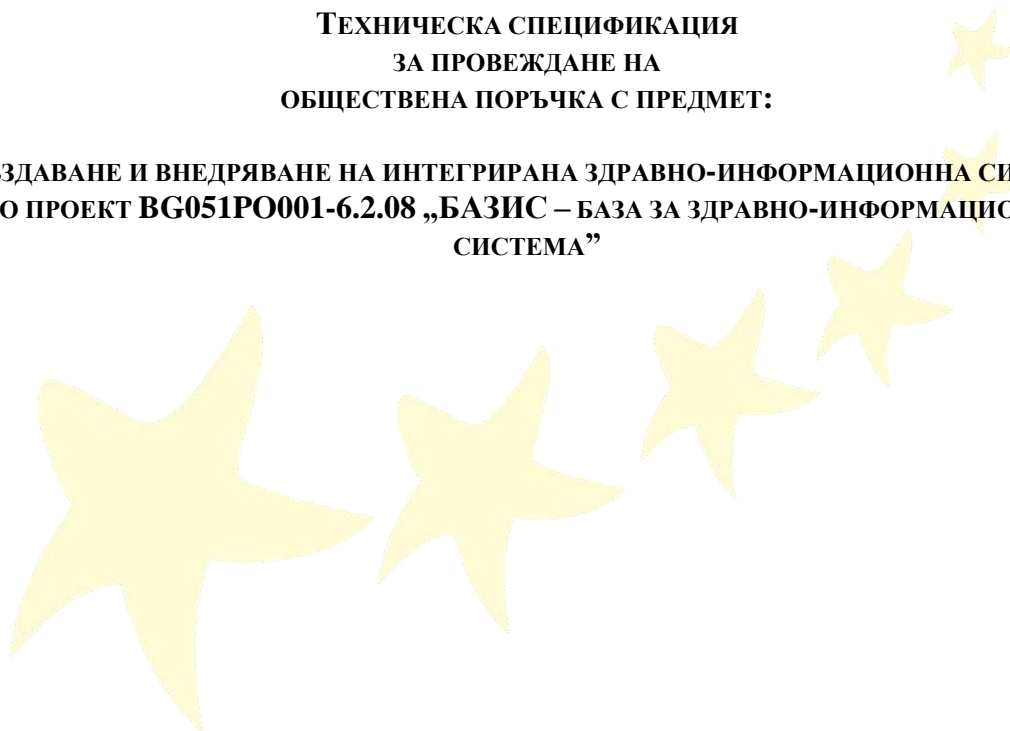 ТЕХНИЧЕСКА СПЕЦИФИКАЦИЯ
ЗА ПРОВЕЖДАНЕ НА
ОБЩЕСТВЕНА ПОРЪЧКА С ПРЕДМЕТ:
ЪЗДАВАНЕ И ВНЕДРЯВАНЕ НА ИНТЕГРИРАНА ЗДРАВНО-ИНФОРМАЦИОННА СИ
О ПРОЕКТ BG051PO001-6.2.08 „БАЗИС – БАЗА ЗА ЗДРАВНО-ИНФОРМАЦИО
СИСТЕМА”